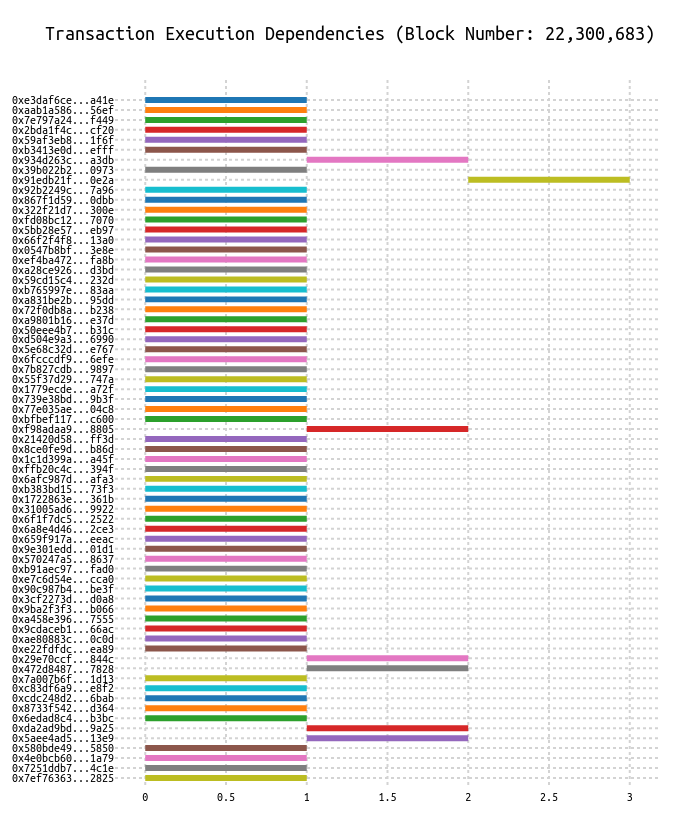 Transaction Execution Dependencies (Block Number: 22,300,683)
0xe3daf6ce...a41e
0xaab1a586...56ef
0x7e797a24...f449
0x2bda1f4c...cf20
0x59af3eb8...1f6f
0xb3413e0d...efff
0x934d263c...a3db
0x39b022b2...0973
0x91edb21f...0e2a
0x92b2249c...7a96
0x867f1d59...0dbb
0x322f21d7...300e
0xfd08bc12...7070
0x5bb28e57...eb97
0x66f2f4f8...13a0
0x0547b8bf...3e8e
0xef4ba472...fa8b
0xa28ce926...d3bd
0x59cd15c4...232d
0xb765997e...83aa
0xa831be2b...95dd
0x72f0db8a...b238
0xa9801b16...e37d
0x50eee4b7...b31c
0xd504e9a3...6990
0x5e68c32d...e767
0x6fcccdf9...6efe
0x7b827cdb...9897
0x55f37d29...747a
0x1779ecde...a72f
0x739e38bd...9b3f
0x77e035ae...04c8
0xbfbef117...c600
0xf98adaa9...8805
0x21420d58...ff3d
0x8ce0fe9d...b86d
0x1c1d399a...a45f
0xffb20c4c...394f
0x6afc987d...afa3
0xb383bd15...73f3
0x1722863e...361b
0x31005ad6...9922
0x6f1f7dc5...2522
0x6a8e4d46...2ce3
0x659f917a...eeac
0x9e301edd...01d1
0x570247a5...8637
0xb91aec97...fad0
0xe7c6d54e...cca0
0x90c987b4...be3f
0x3cf2273d...d0a8
0x9ba2f3f3...b066
0xa458e396...7555
0x9cdaceb1...66ac
0xae80883c...0c0d
0xe22fdfdc...ea89
0x29e70ccf...844c
0x472d8487...7828
0x7a007b6f...1d13
0xc83df6a9...e8f2
0xcdc248d2...6bab
0x8733f542...d364
0x6edad8c4...b3bc
0xda2ad9bd...9a25
0x5aee4ad5...13e9
0x580bde49...5850
0x4e0bcb60...1a79
0x7251ddb7...4c1e
0x7ef76363...2825
0 0.5 1 1.5 2 2.5 3